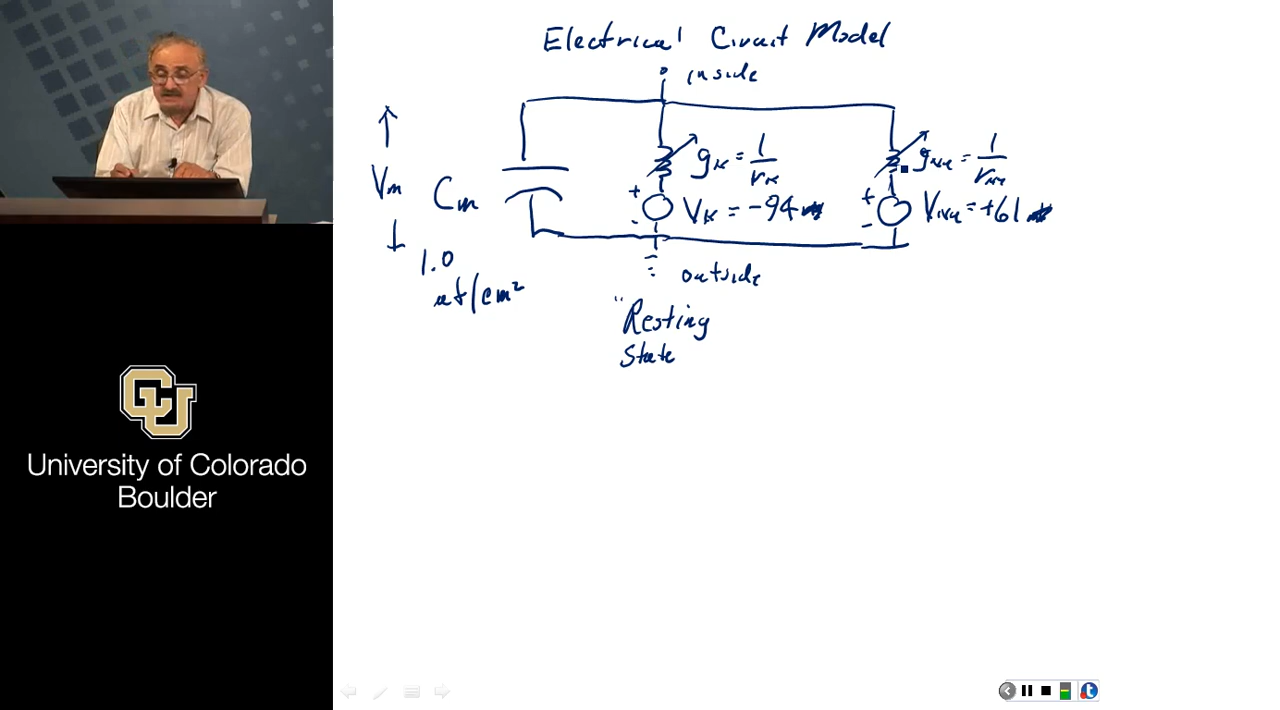 Electrical Circuit Model
inside
Vm
Cm
gK = 1/rK
gNa = 1/rNa
+
-
VK = -94
+
-
VNa = +61
1.0
µf/cm²
outside
"Resting
State
CU
University of Colorado
Boulder